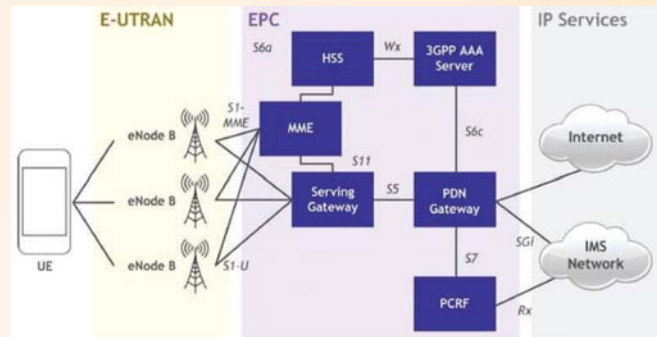 E-UTRAN
EPC
IP Services
S6a
HSS
Wx
3GPP AAA
Server
S1-
MME
MME
S6c
Internet
eNode B
S11
eNode B
Serving
Gateway
S5
PDN
Gateway
SGi
IMS
Network
UE
eNode B
S1-U
S7
PCRF
Rx